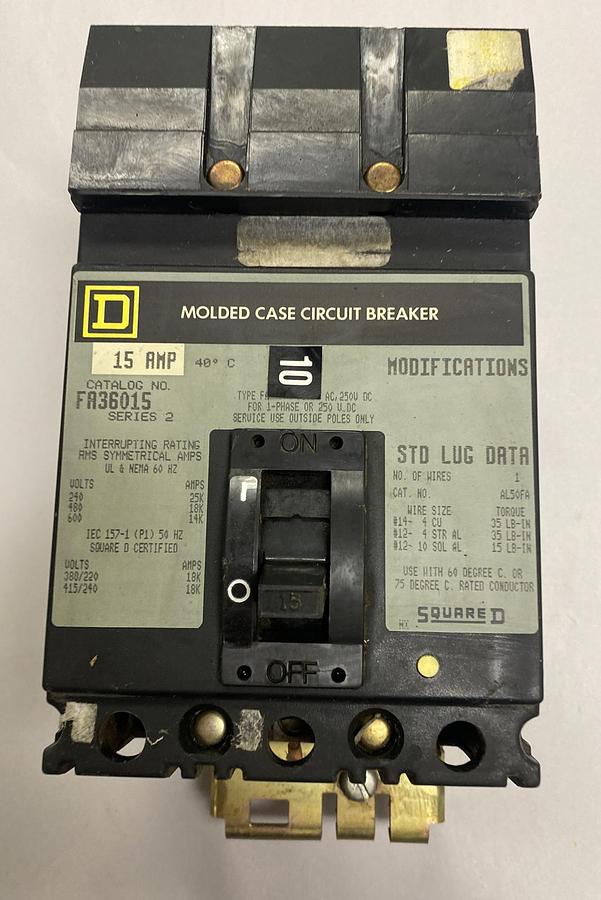 D
MOLDED CASE CIRCUIT BREAKER
15 AMP 40° C
10
MODIFICATIONS
CATALOG NO.
FA36015
SERIES 2
TYPE FA AC, 250V DC
FOR 1-PHASE OR 250 V.DC
SERVICE USE OUTSIDE POLES ONLY
INTERRUPTING RATING
RMS SYMMETRICAL AMPS
UL & NEMA 60 HZ
VOLTS AMPS
240 25K
480 18K
600 14K
IEC 157-1 (P1) 50 HZ
SQUARE D CERTIFIED
VOLTS AMPS
380/220 18K
415/240 18K
ON
I
O
15
OFF
STD LUG DATA
NO. OF WIRES 1
CAT. NO. AL50FA
WIRE SIZE TORQUE
#14- 4 CU 35 LB-IN
#12- 4 STR AL 35 LB-IN
#12- 10 SOL AL 15 LB-IN
USE WITH 60 DEGREE C. OR
75 DEGREE C. RATED CONDUCTOR
SQUARE D